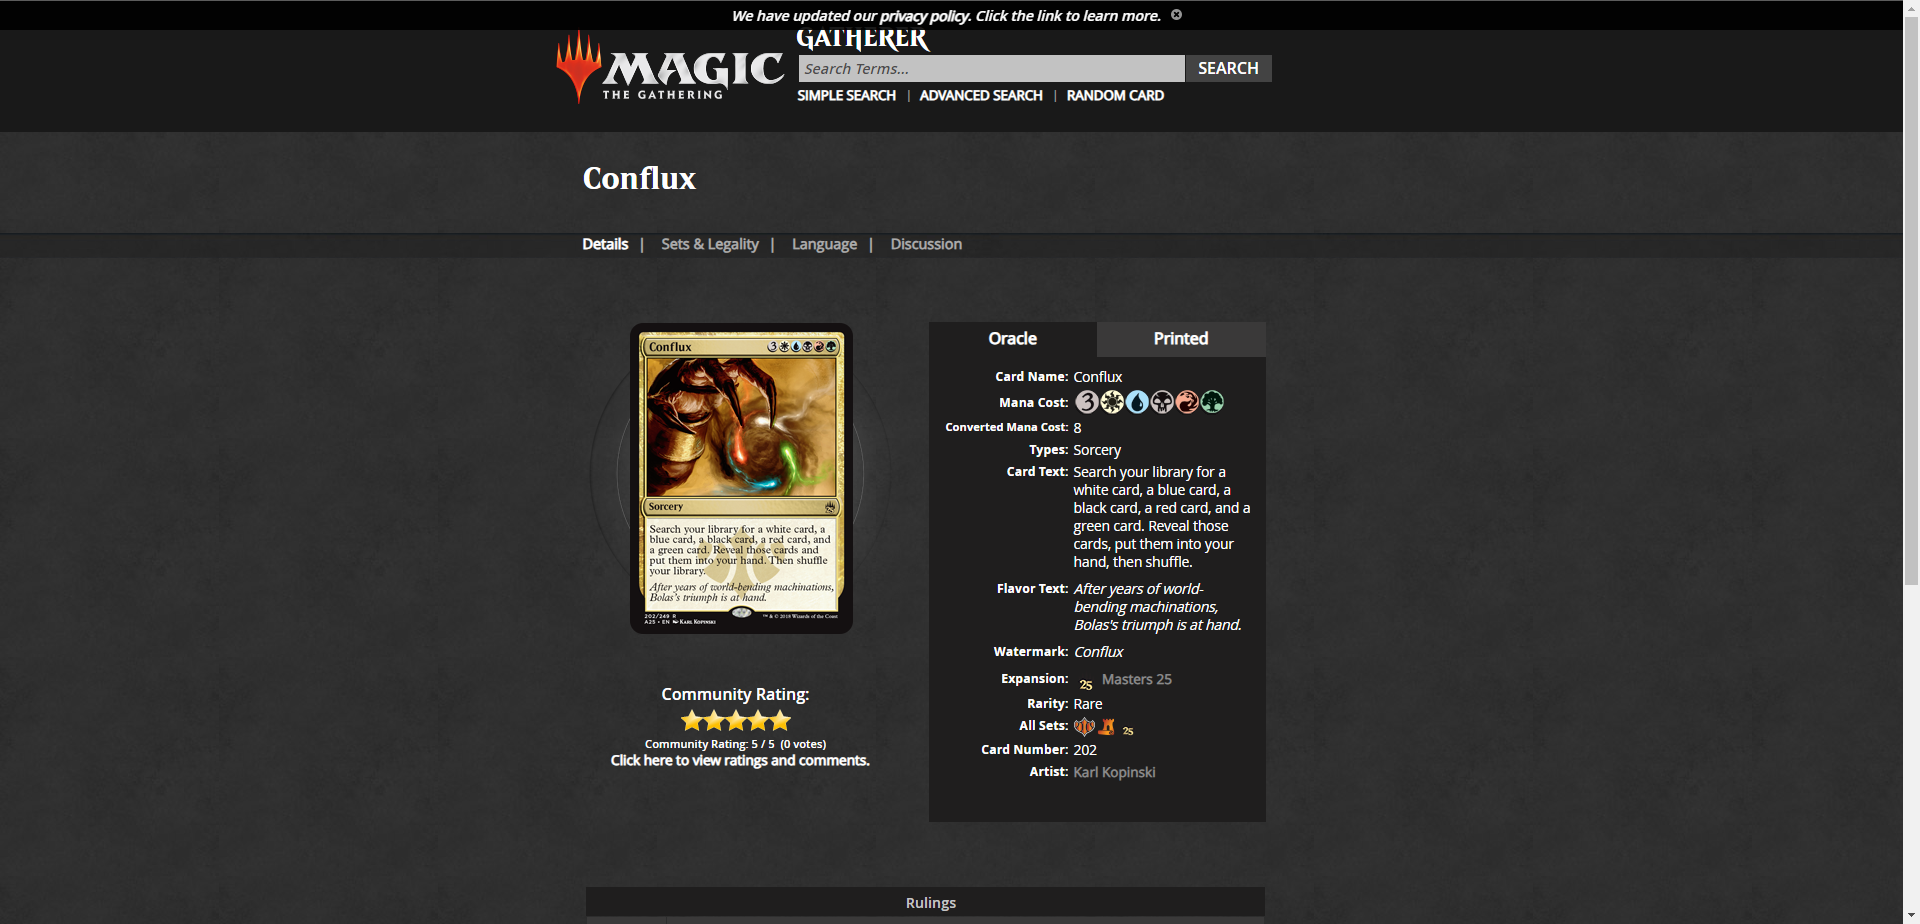 We have updated our privacy policy. Click the link to learn more.
GATHERER
MAGIC
THE GATHERING
Search Terms...
SEARCH
SIMPLE SEARCH | ADVANCED SEARCH | RANDOM CARD
Conflux
Details | Sets & Legality | Language | Discussion
Conflux 3
Sorcery
Search your library for a white card, a
blue card, a black card, a red card, and
a green card. Reveal those cards and
put them into your hand. Then shuffle
your library.
After years of world-bending machinations,
Bolas's triumph is at hand.
202/249 R
A25 • EN Karl Kopinski
™ & © 2018 Wizards of the Coast
Community Rating:
Community Rating: 5 / 5 (0 votes)
Click here to view ratings and comments.
Oracle Printed
Card Name: Conflux
Mana Cost: 3
Converted Mana Cost: 8
Types: Sorcery
Card Text: Search your library for a
white card, a blue card, a
black card, a red card, and a
green card. Reveal those
cards, put them into your
hand, then shuffle.
Flavor Text: After years of world-
bending machinations,
Bolas's triumph is at hand.
Watermark: Conflux
Expansion: 25 Masters 25
Rarity: Rare
All Sets: 25
Card Number: 202
Artist: Karl Kopinski
Rulings